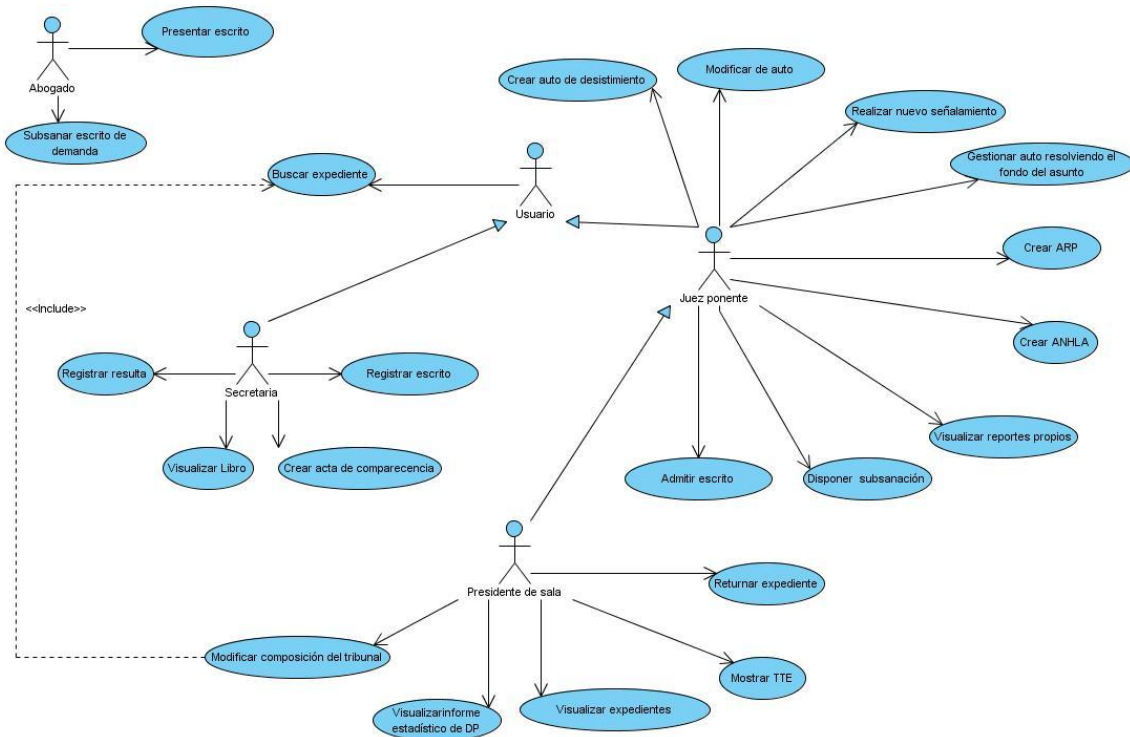 Presentar escrito
Abogado
Subsanar escrito de
demanda
Crear auto de desistimiento
Modificar de auto
Realizar nuevo señalamiento
Gestionar auto resolviendo el
fondo del asunto
Buscar expediente
Usuario
Crear ARP
Juez ponente
<<Include>>
Crear ANHLA
Registrar resulta
Secretaria
Registrar escrito
Visualizar reportes propios
Visualizar Libro
Crear acta de comparecencia
Admitir escrito
Disponer subsanación
Returnar expediente
Presidente de sala
Modificar composición del tribunal
Mostrar TTE
Visualizarinforme
estadístico de DP
Visualizar expedientes